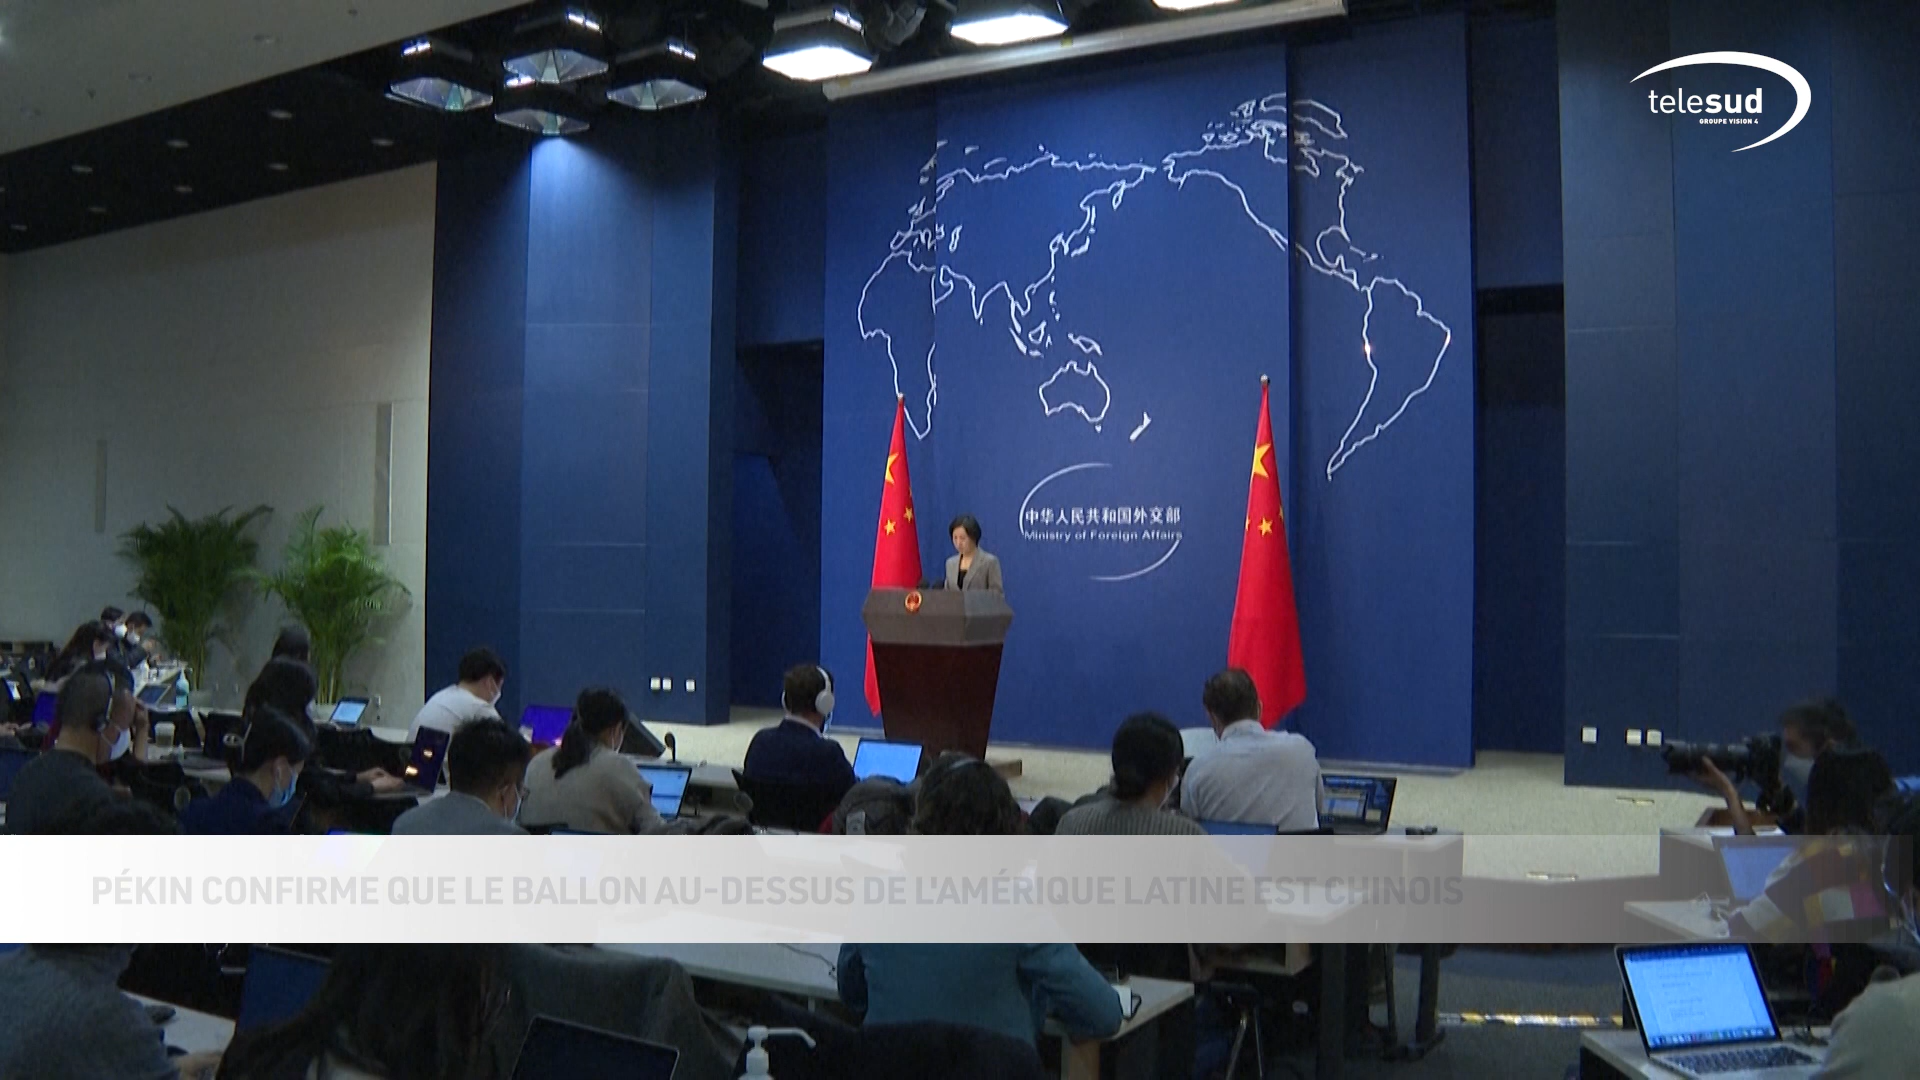 telesud
GROUPE VISION 4
中华人民共和国外交部
Ministry of Foreign Affairs
PÉKIN CONFIRME QUE LE BALLON AU-DESSUS DE L'AMÉRIQUE LATINE EST CHINOIS